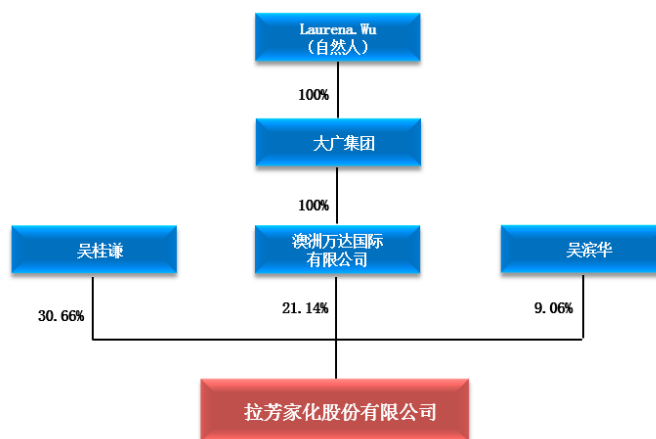 Laurena.Wu
(自然人)
100%
大广集团
100%
吴桂谦
澳洲万达国际
有限公司
吴滨华
30.66%
21.14%
9.06%
拉芳家化股份有限公司